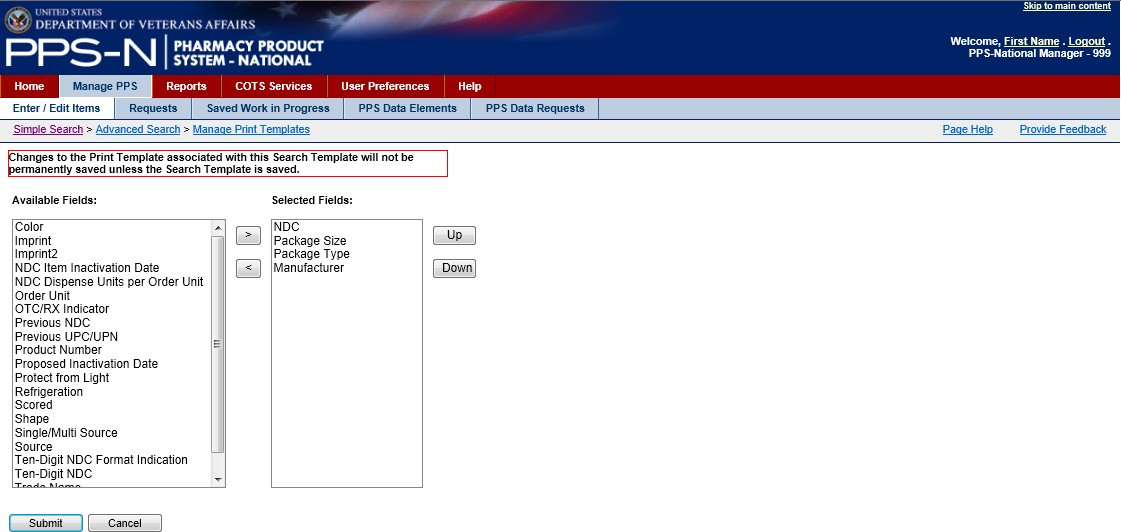 Skip to main content
UNITED STATES
DEPARTMENT OF VETERANS AFFAIRS
PPS-N PHARMACY PRODUCT
SYSTEM - NATIONAL
Welcome, First Name . Logout .
PPS-National Manager - 999
Home Manage PPS Reports COTS Services User Preferences Help
Enter / Edit Items Requests Saved Work in Progress PPS Data Elements PPS Data Requests
Simple Search > Advanced Search > Manage Print Templates Page Help Provide Feedback
Changes to the Print Template associated with this Search Template will not be
permanently saved unless the Search Template is saved.
Available Fields:
Color
Imprint
Imprint2
NDC Item Inactivation Date
NDC Dispense Units per Order Unit
Order Unit
OTC/RX Indicator
Previous NDC
Previous UPC/UPN
Product Number
Proposed Inactivation Date
Protect from Light
Refrigeration
Scored
Shape
Single/Multi Source
Source
Ten-Digit NDC Format Indication
Ten-Digit NDC
Trade Name
>
<
Selected Fields:
NDC
Package Size
Package Type
Manufacturer
Up
Down
Submit Cancel